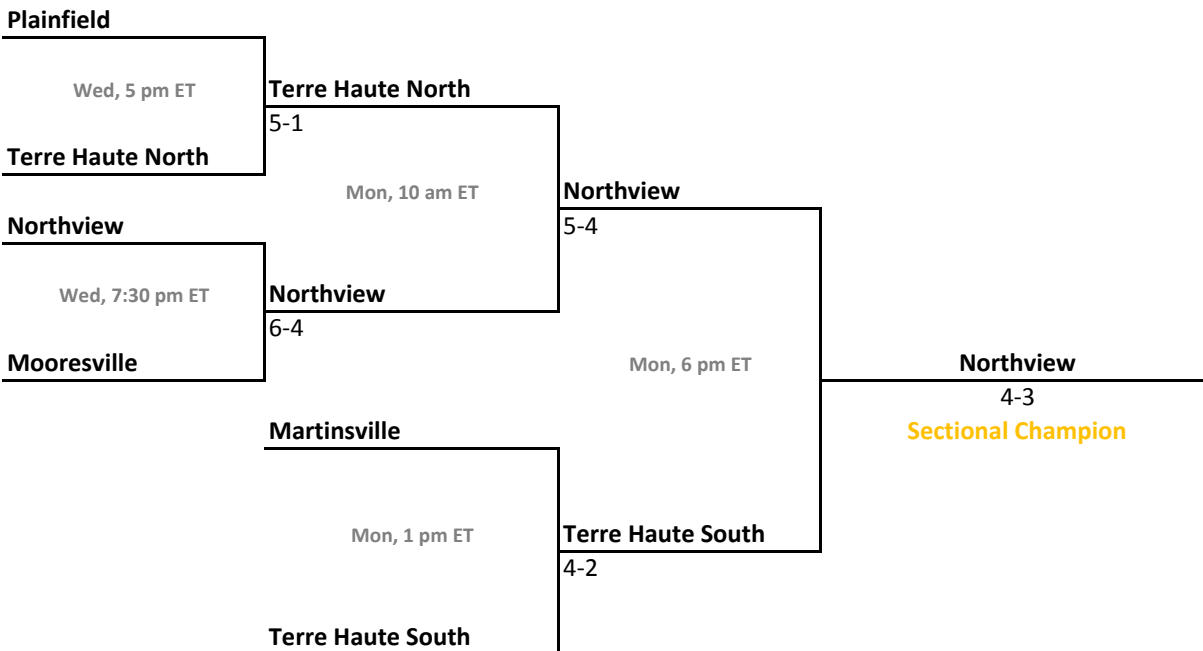 Plainfield
Wed, 5 pm ET
Terre Haute North
5-1
Terre Haute North
Mon, 10 am ET
Northview
Northview
5-4
Wed, 7:30 pm ET
Northview
6-4
Mooresville
Mon, 6 pm ET
Northview
4-3
Martinsville
Sectional Champion
Mon, 1 pm ET
Terre Haute South
4-2
Terre Haute South